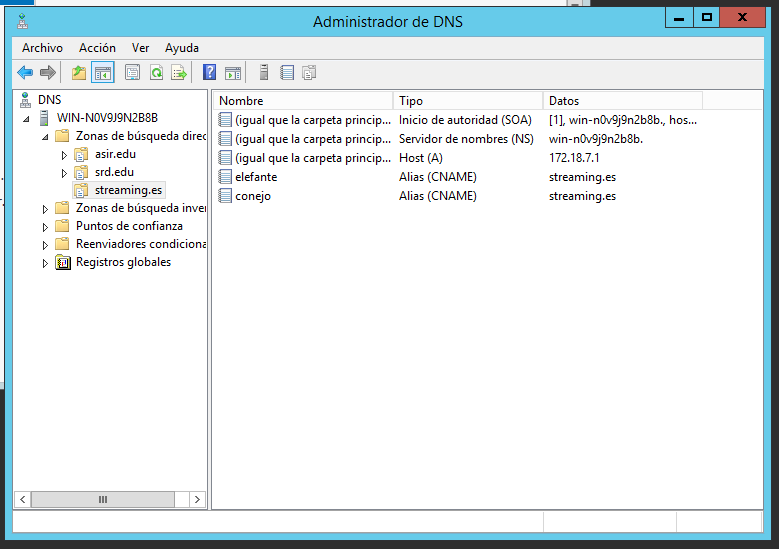 Administrador de DNS
Archivo Acción Ver Ayuda
DNS
WIN-N0V9J9N2B8B
Zonas de búsqueda direc
asir.edu
srd.edu
streaming.es
Zonas de búsqueda inver
Puntos de confianza
Reenviadores condiciona
Registros globales
Nombre Tipo Datos
(igual que la carpeta princip... Inicio de autoridad (SOA) [1], win-n0v9j9n2b8b., hos...
(igual que la carpeta princip... Servidor de nombres (NS) win-n0v9j9n2b8b.
(igual que la carpeta princip... Host (A) 172.18.7.1
elefante Alias (CNAME) streaming.es
conejo Alias (CNAME) streaming.es